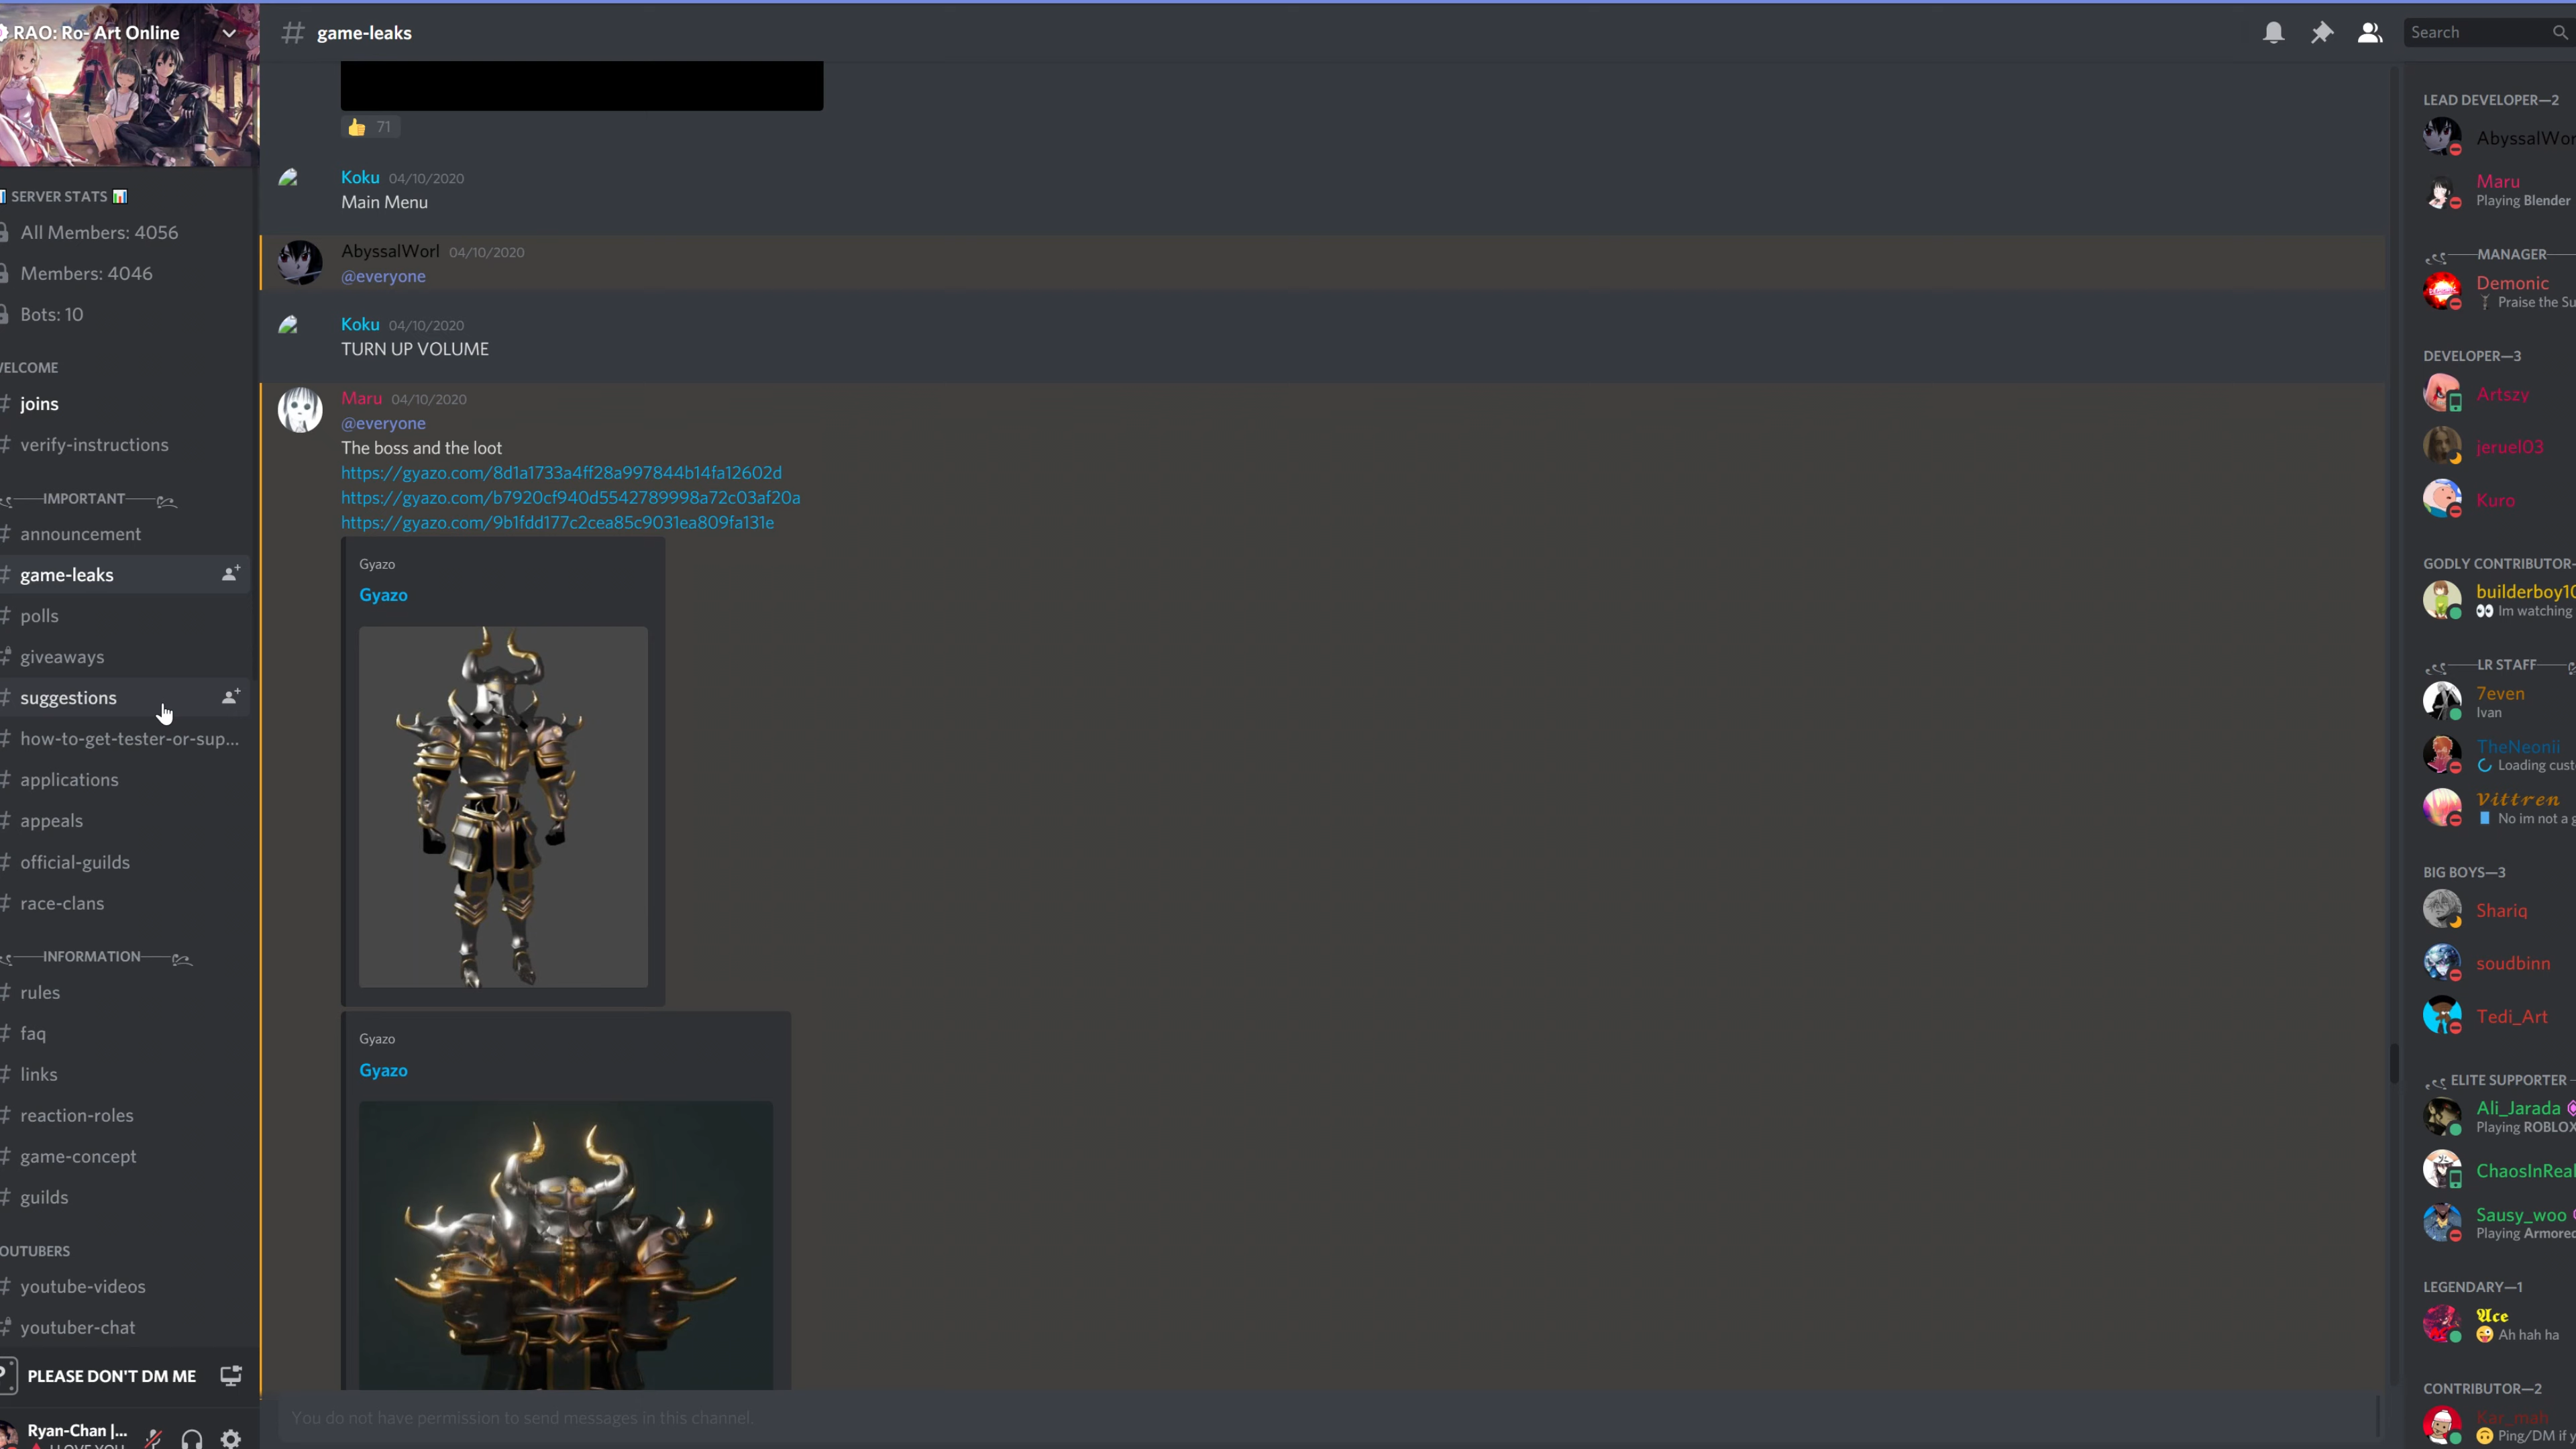 RAO: Ro- Art Online
SERVER STATS
All Members: 4056
Members: 4046
Bots: 10
ELCOME
joins
verify-instructions
IMPORTANT
announcement
game-leaks
polls
giveaways
suggestions
how-to-get-tester-or-sup...
applications
appeals
official-guilds
race-clans
INFORMATION
rules
faq
links
reaction-roles
game-concept
guilds
OUTUBERS
youtube-videos
youtuber-chat
PLEASE DON'T DM ME
Ryan-Chan |...
I LOVE YOU
# game-leaks
71
Koku 04/10/2020
Main Menu
AbyssalWorl 04/10/2020
@everyone
Koku 04/10/2020
TURN UP VOLUME
Maru 04/10/2020
@everyone
The boss and the loot
https://gyazo.com/8d1a1733a4ff28a997844b14fa12602d
https://gyazo.com/b7920cf940d5542789998a72c03af20a
https://gyazo.com/9b1fdd177c2cea85c9031ea809fa131e
Gyazo
Gyazo
Gyazo
Gyazo
You do not have permission to send messages in this channel.
Search
LEAD DEVELOPER—2
AbyssalWor
Maru
Playing Blender
MANAGER
Demonic
Praise the Su
DEVELOPER—3
Artszy
jeruel03
Kuro
GODLY CONTRIBUTOR-
builderboy10
Im watching
LR STAFF
7even
Ivan
TheNeonii
Loading cust
Vittren
No im not a g
BIG BOYS—3
Shariq
soudbinn
Tedi_Art
ELITE SUPPORTER
Ali_Jarada
Playing ROBLOX
ChaosInReal
Sausy_woo
Playing Armored
LEGENDARY—1
Ace
Ah hah ha
CONTRIBUTOR—2
Kar_mah
Ping/DM if y